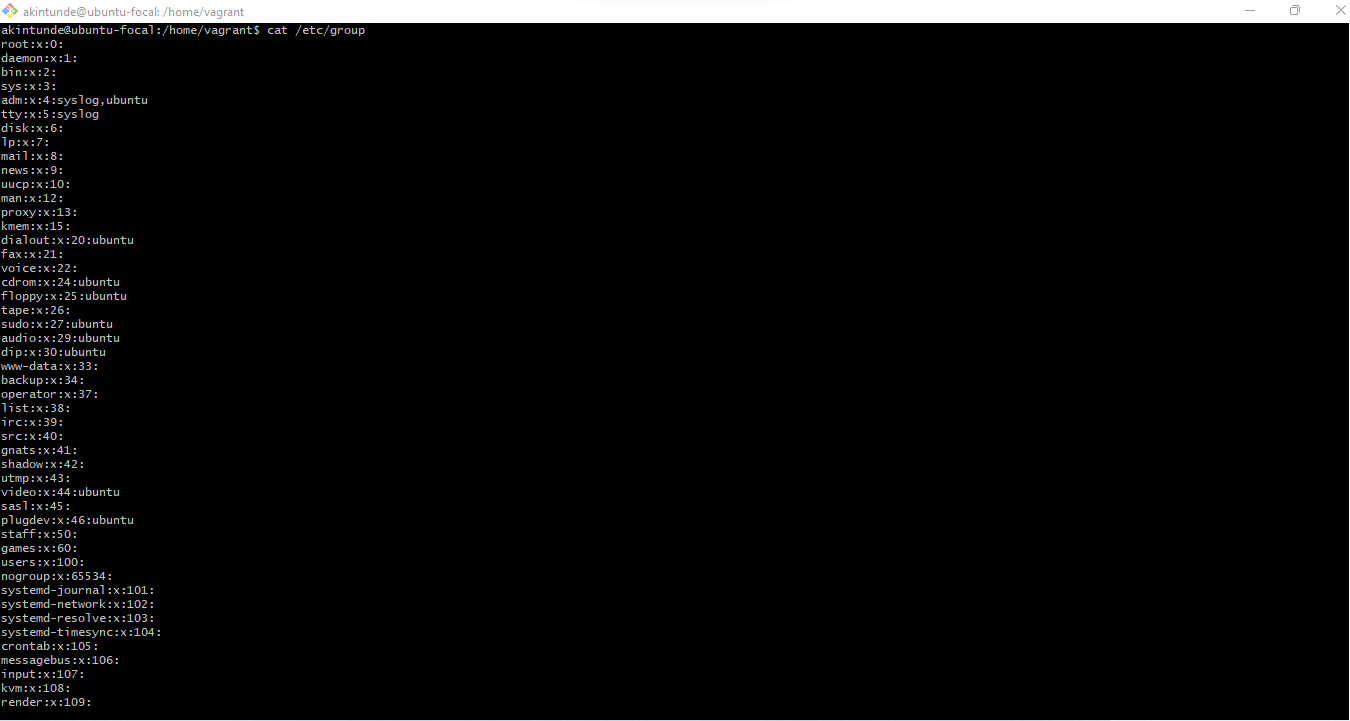 akintunde@ubuntu-focal: /home/vagrant
akintunde@ubuntu-focal:/home/vagrant$ cat /etc/group
root:x:0:
daemon:x:1:
bin:x:2:
sys:x:3:
adm:x:4:syslog,ubuntu
tty:x:5:syslog
disk:x:6:
lp:x:7:
mail:x:8:
news:x:9:
uucp:x:10:
man:x:12:
proxy:x:13:
kmem:x:15:
dialout:x:20:ubuntu
fax:x:21:
voice:x:22:
cdrom:x:24:ubuntu
floppy:x:25:ubuntu
tape:x:26:
sudo:x:27:ubuntu
audio:x:29:ubuntu
dip:x:30:ubuntu
www-data:x:33:
backup:x:34:
operator:x:37:
list:x:38:
irc:x:39:
src:x:40:
gnats:x:41:
shadow:x:42:
utmp:x:43:
video:x:44:ubuntu
sasl:x:45:
plugdev:x:46:ubuntu
staff:x:50:
games:x:60:
users:x:100:
nogroup:x:65534:
systemd-journal:x:101:
systemd-network:x:102:
systemd-resolve:x:103:
systemd-timesync:x:104:
crontab:x:105:
messagebus:x:106:
input:x:107:
kvm:x:108:
render:x:109: